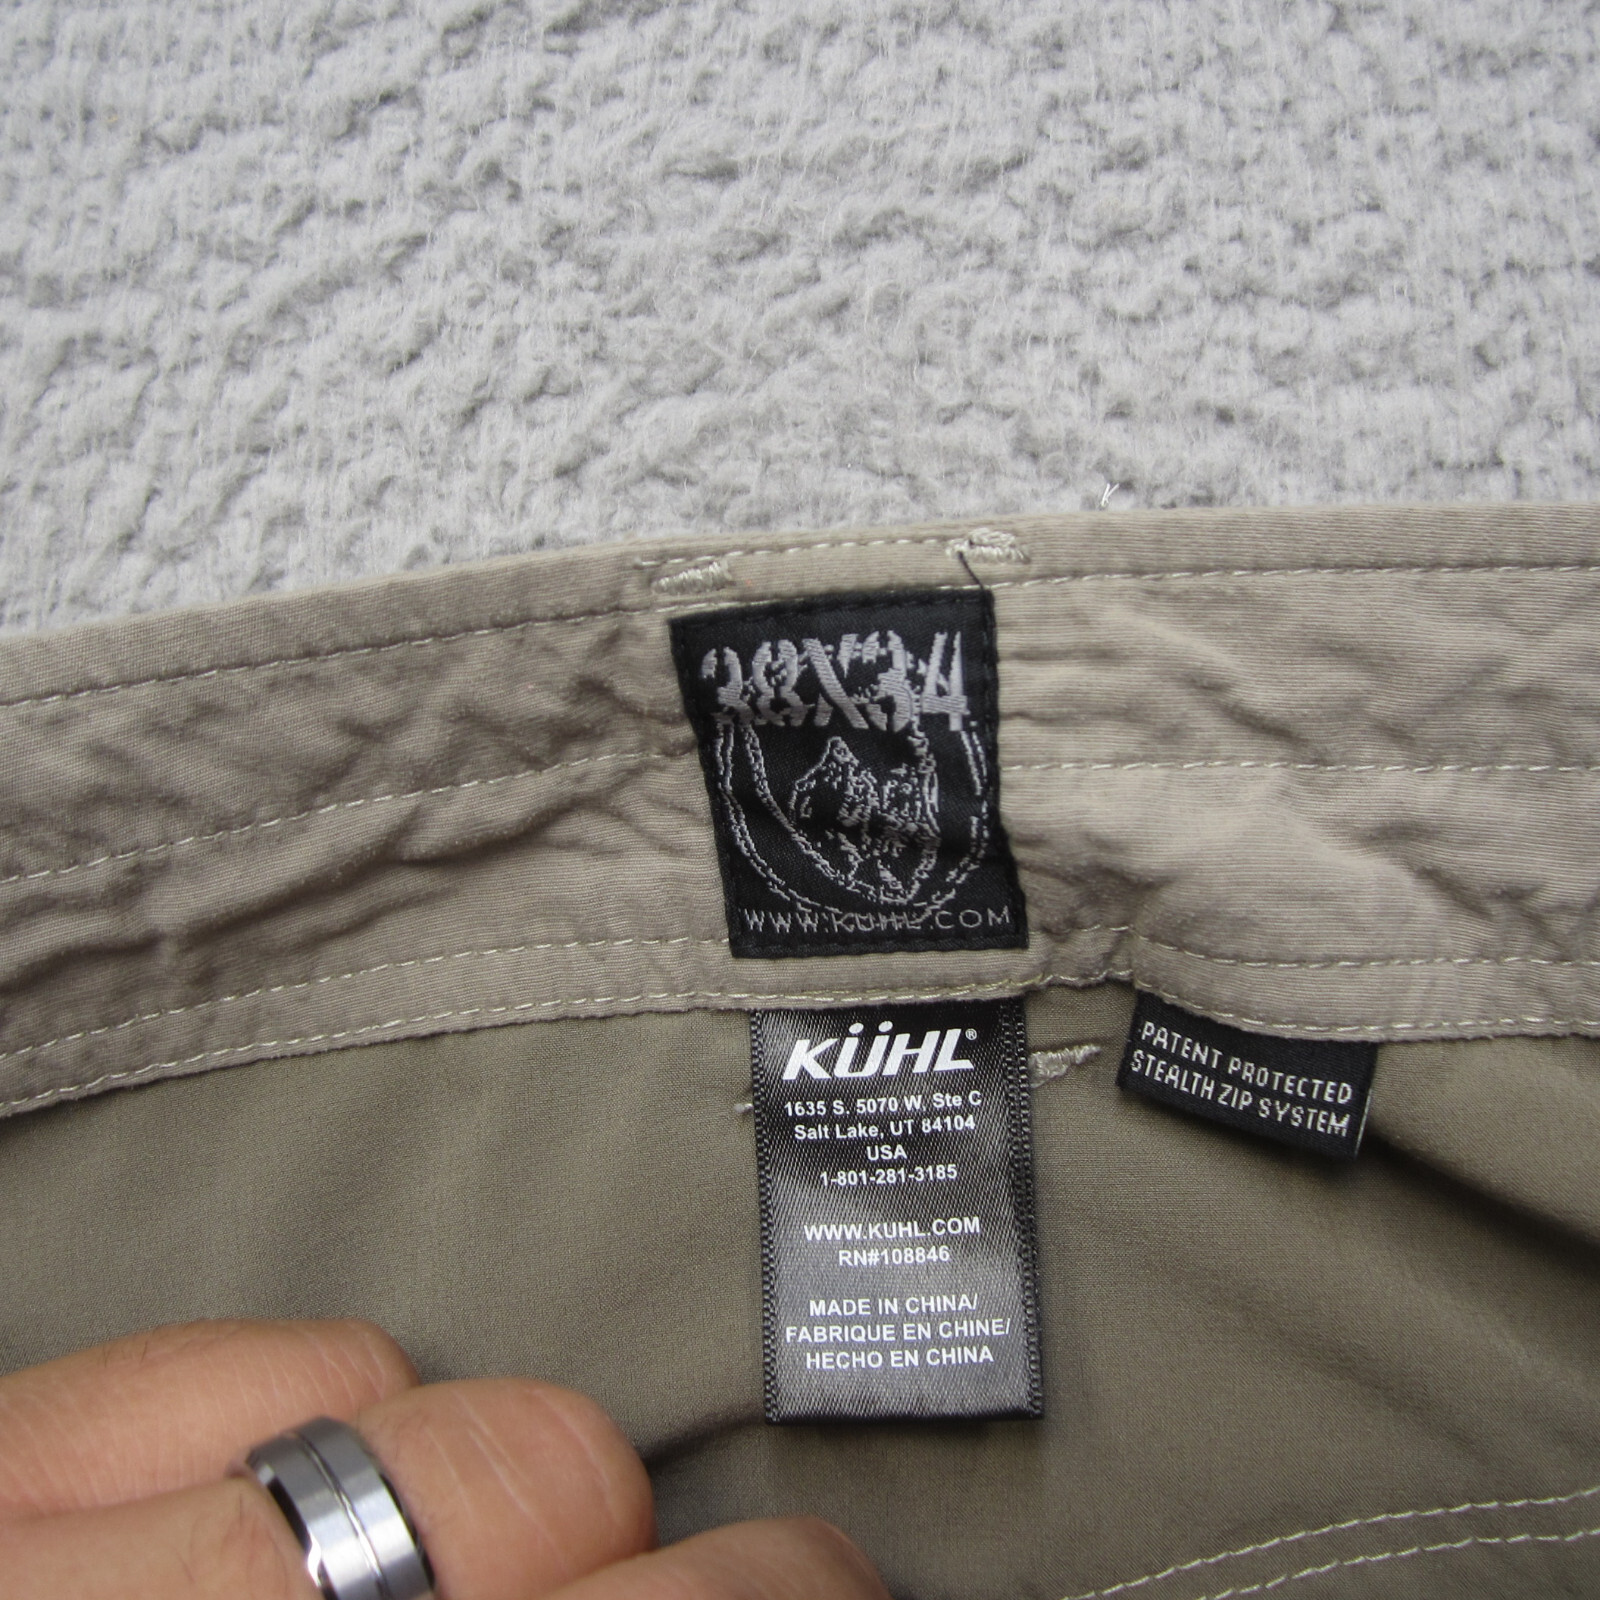 38X34
WWW.KUHL.COM
KÜHL®
1635 S. 5070 W. Ste C
Salt Lake, UT 84104
USA
1-801-281-3185
WWW.KUHL.COM
RN#108846
MADE IN CHINA/
FABRIQUE EN CHINE/
HECHO EN CHINA
PATENT PROTECTED
STEALTH ZIP SYSTEM